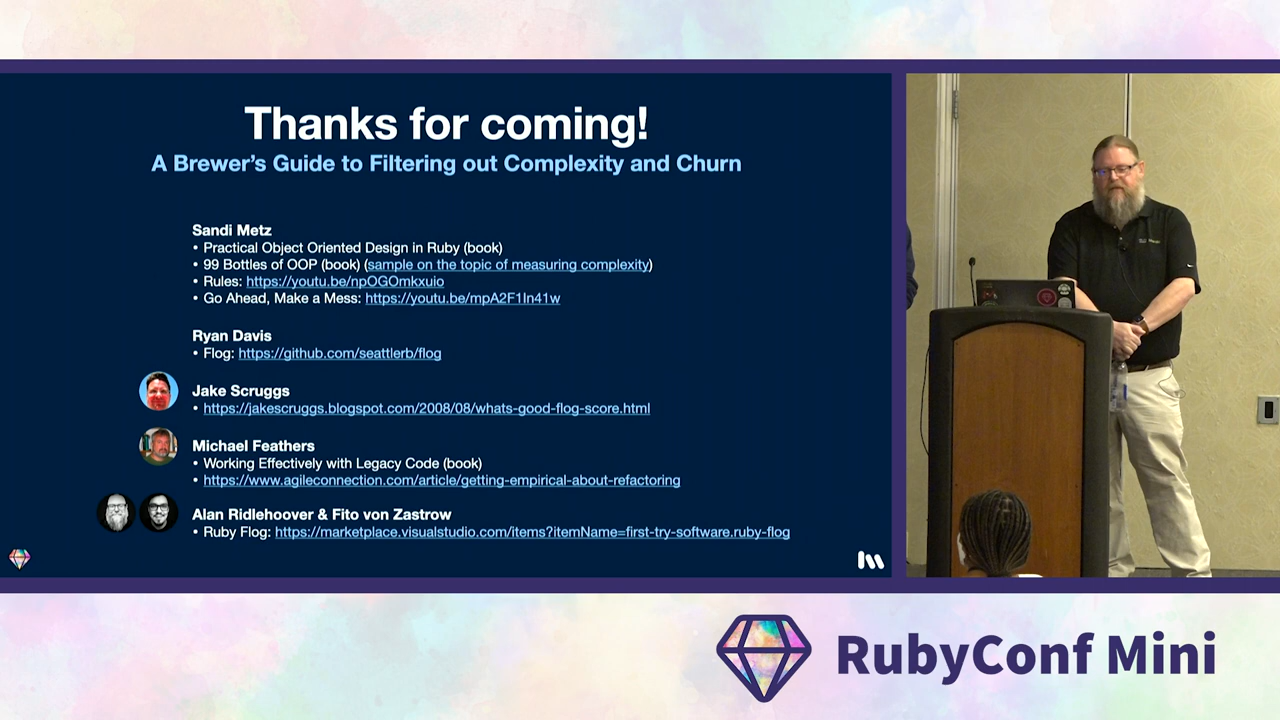 Thanks for coming!
A Brewer's Guide to Filtering out Complexity and Churn
Sandi Metz
• Practical Object Oriented Design in Ruby (book)
• 99 Bottles of OOP (book) (sample on the topic of measuring complexity)
• Rules: https://youtu.be/npOGOmkxuio
• Go Ahead, Make a Mess: https://youtu.be/mpA2F1In41w
Ryan Davis
• Flog: https://github.com/seattlerb/flog
Jake Scruggs
• https://jakescruggs.blogspot.com/2008/08/whats-good-flog-score.html
Michael Feathers
• Working Effectively with Legacy Code (book)
• https://www.agileconnection.com/article/getting-empirical-about-refactoring
Alan Ridlehoover & Fito von Zastrow
• Ruby Flog: https://marketplace.visualstudio.com/items?itemName=first-try-software.ruby-flog
RubyConf Mini